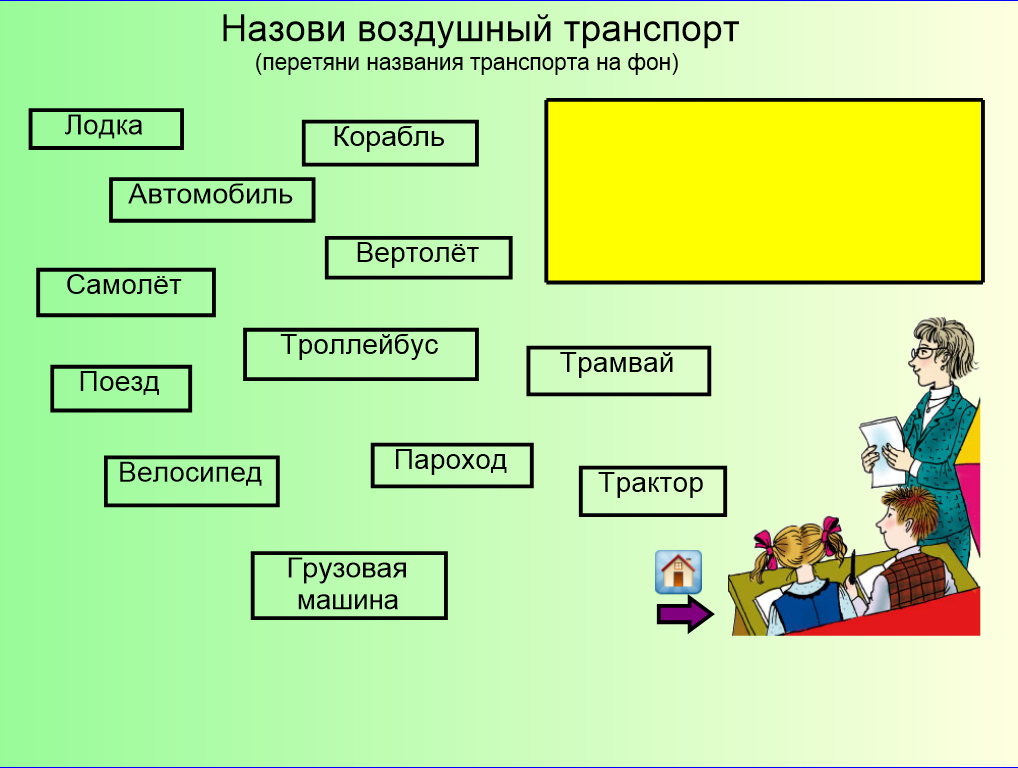 Назови воздушный транспорт
(перетяни названия транспорта на фон)
Лодка
Корабль
Автомобиль
Вертолёт
Самолёт
Троллейбус
Трамвай
Поезд
Пароход
Велосипед
Трактор
Грузовая
машина